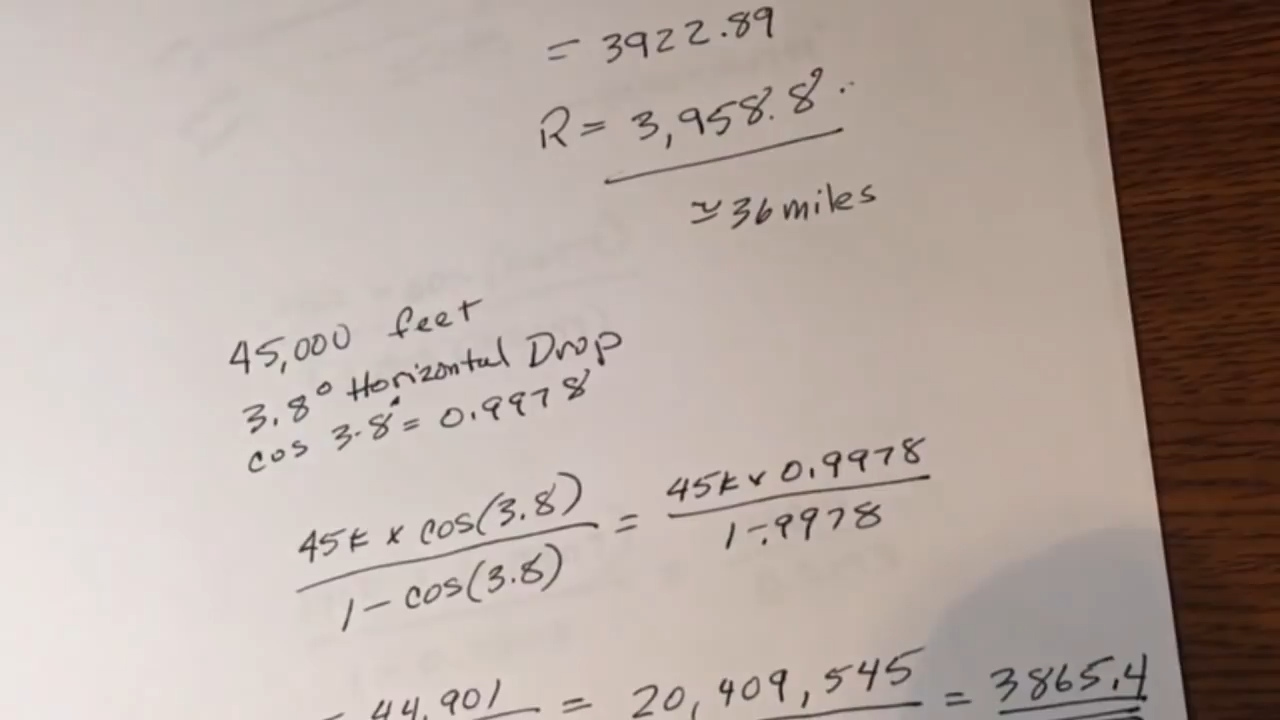 = 3922.89
R = 3,958.8
≃ 36 miles
45,000 feet
3.8° Horizontal Drop
cos 3.8° = 0.9978
45k x cos(3.8) / 1 - cos(3.8) = 45k x 0.9978 / 1-.9978
= 44,901 = 20,409,545 = 3865.4